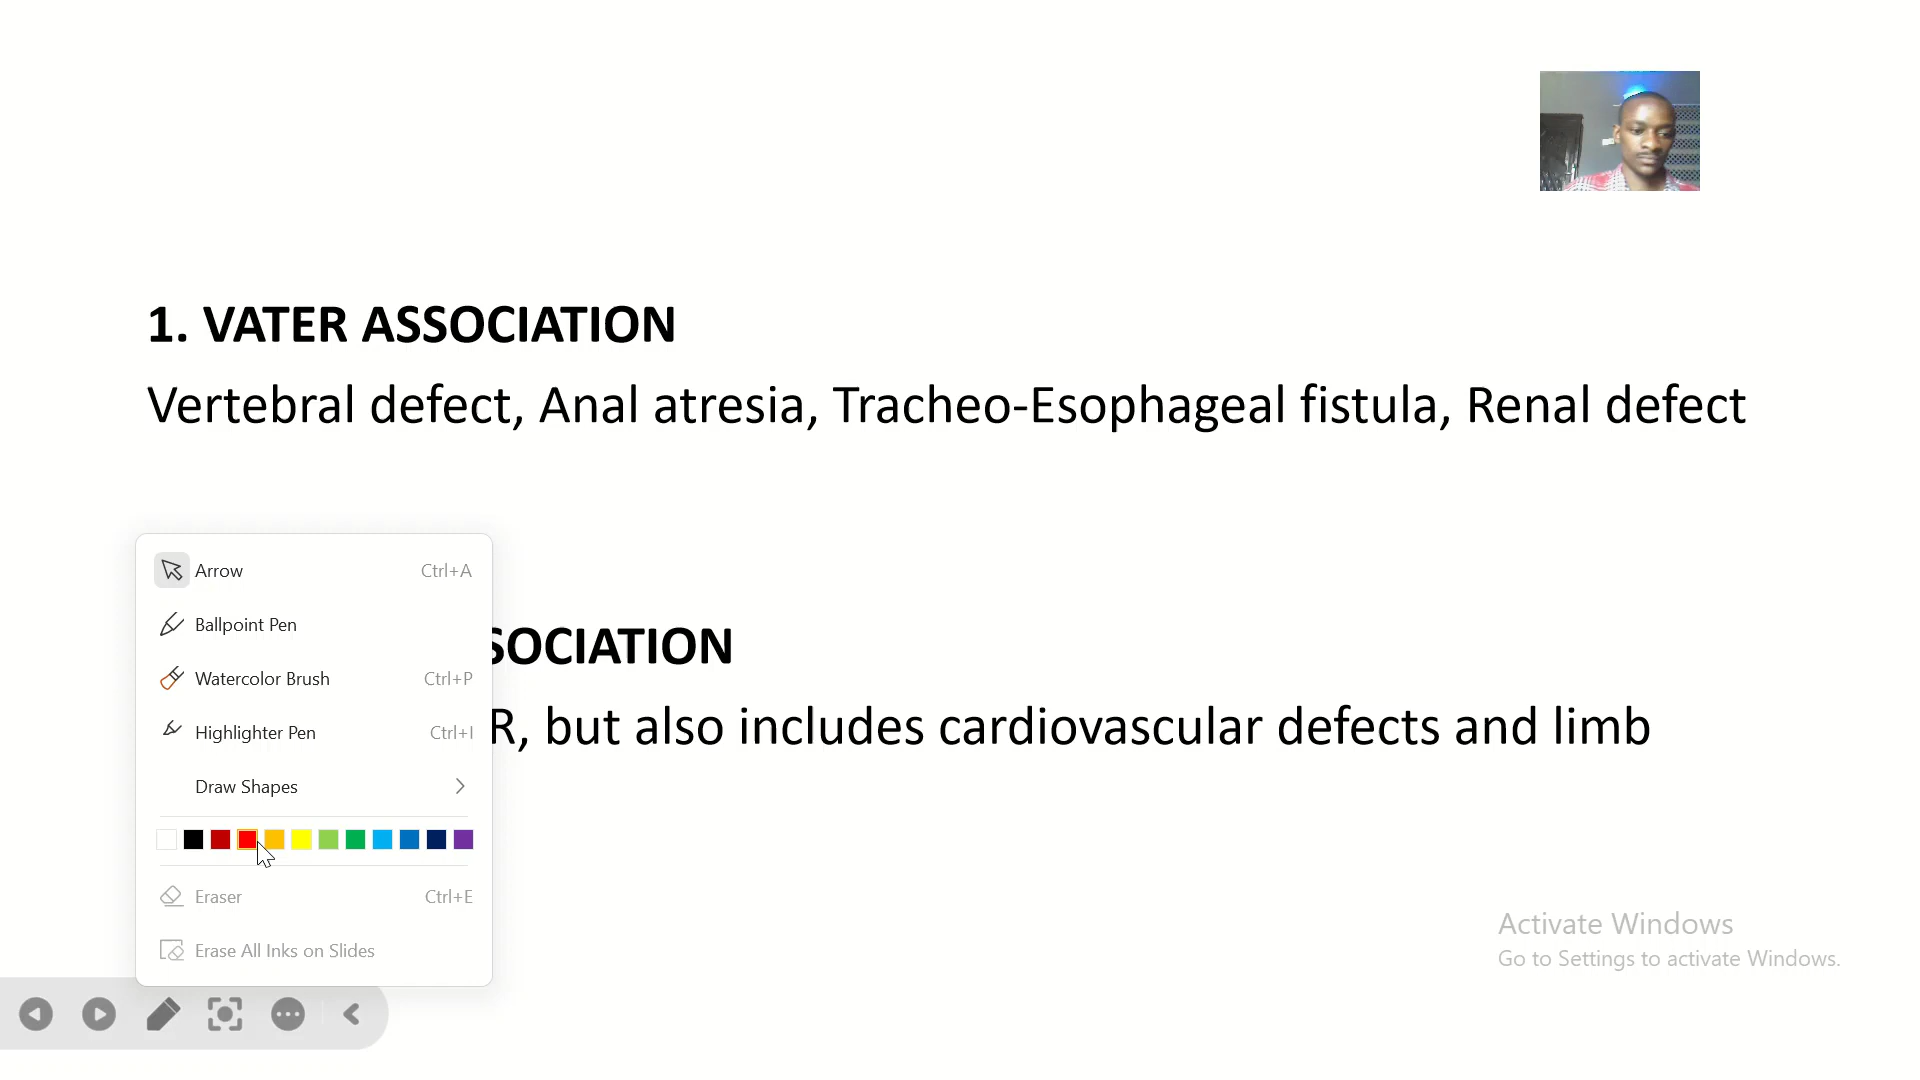 1. VATER ASSOCIATION
Vertebral defect, Anal atresia, Tracheo-Esophageal fistula, Renal defect
SOCIATION
R, but also includes cardiovascular defects and limb
Arrow Ctrl+A
Ballpoint Pen
Watercolor Brush Ctrl+P
Highlighter Pen Ctrl+I
Draw Shapes
Eraser Ctrl+E
Erase All Inks on Slides
Activate Windows
Go to Settings to activate Windows.